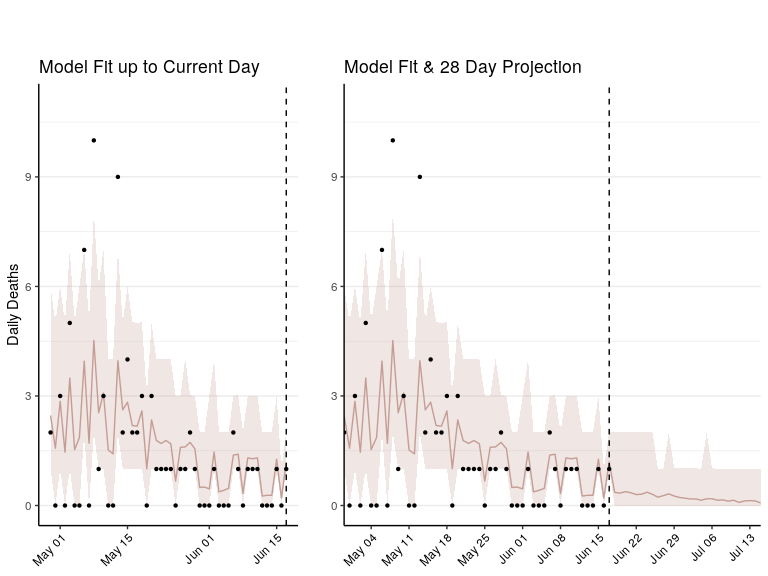 Model Fit up to Current Day
Model Fit & 28 Day Projection
Daily Deaths
9
6
3
0
9
6
3
0
May 01
May 15
Jun 01
Jun 15
May 04
May 11
May 18
May 25
Jun 01
Jun 08
Jun 15
Jun 22
Jun 29
Jul 06
Jul 13